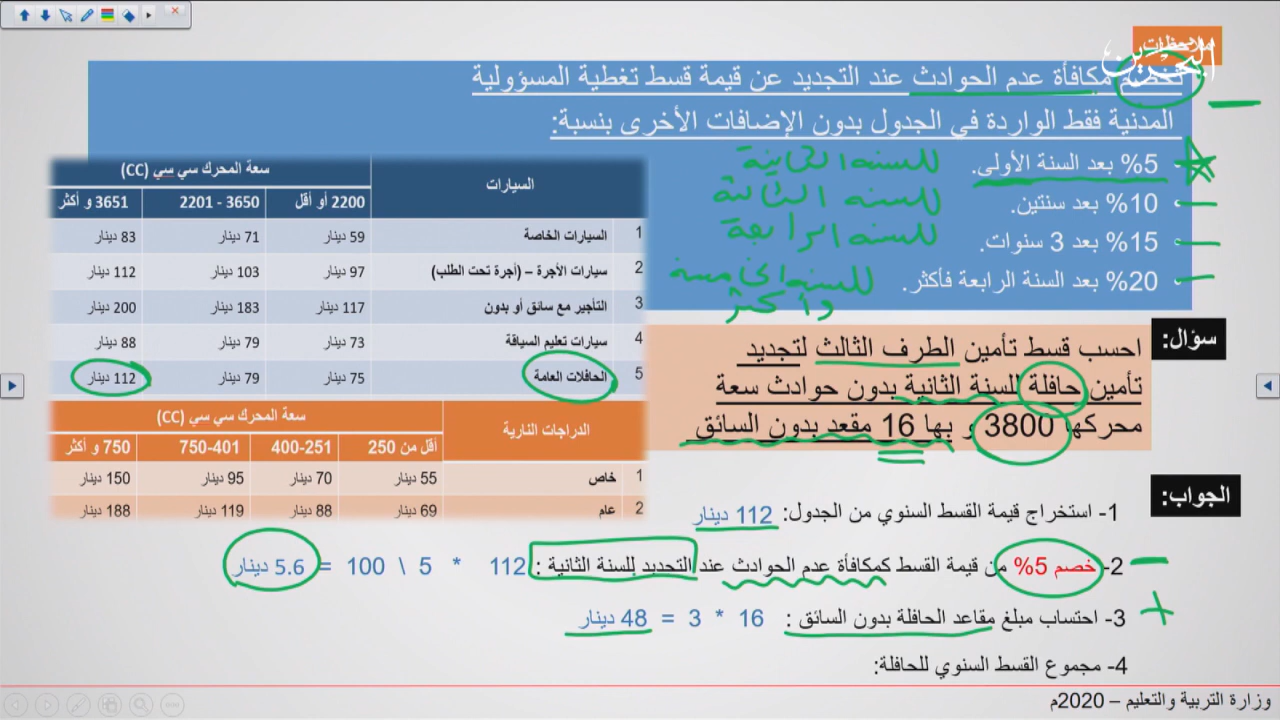 ملاحظات
البحرين
تخصم مكافأة عدم الحوادث عند التجديد عن قيمة قسط تغطية المسؤولية
المدنية فقط الواردة في الجدول بدون الإضافات الأخرى بنسبة:
5% بعد السنة الأولى. للسنة الثانية
10% بعد سنتين. للسنة الثالثة
15% بعد 3 سنوات. للسنة الرابعة
20% بعد السنة الرابعة فأكثر. للسنة الخامسة
وأكثر
السيارات سعة المحرك سي سي (CC)
2200 أو أقل 2201 - 3650 3651 و أكثر
1 السيارات الخاصة 59 دينار 71 دينار 83 دينار
2 سيارات الأجرة – (أجرة تحت الطلب) 97 دينار 103 دينار 112 دينار
3 التأجير مع سائق أو بدون 117 دينار 183 دينار 200 دينار
4 سيارات تعليم السياقة 73 دينار 79 دينار 88 دينار
5 الحافلات العامة 75 دينار 79 دينار 112 دينار
الدراجات النارية سعة المحرك سي سي (CC)
أقل من 250 251-400 401-750 750 و أكثر
1 خاص 55 دينار 70 دينار 95 دينار 150 دينار
2 عام 69 دينار 88 دينار 119 دينار 188 دينار
سؤال:
احسب قسط تأمين الطرف الثالث لتجديد
تأمين حافلة للسنة الثانية بدون حوادث سعة
محركها 3800 و بها 16 مقعد بدون السائق
الجواب:
1- استخراج قيمة القسط السنوي من الجدول: 112 دينار
2- خصم 5% من قيمة القسط كمكافأة عدم الحوادث عند التجديد للسنة الثانية : 112 * 5 \ 100 = 5.6 دينار
3- احتساب مبلغ مقاعد الحافلة بدون السائق : 16 * 3 = 48 دينار
4- مجموع القسط السنوي للحافلة:
وزارة التربية والتعليم – 2020م